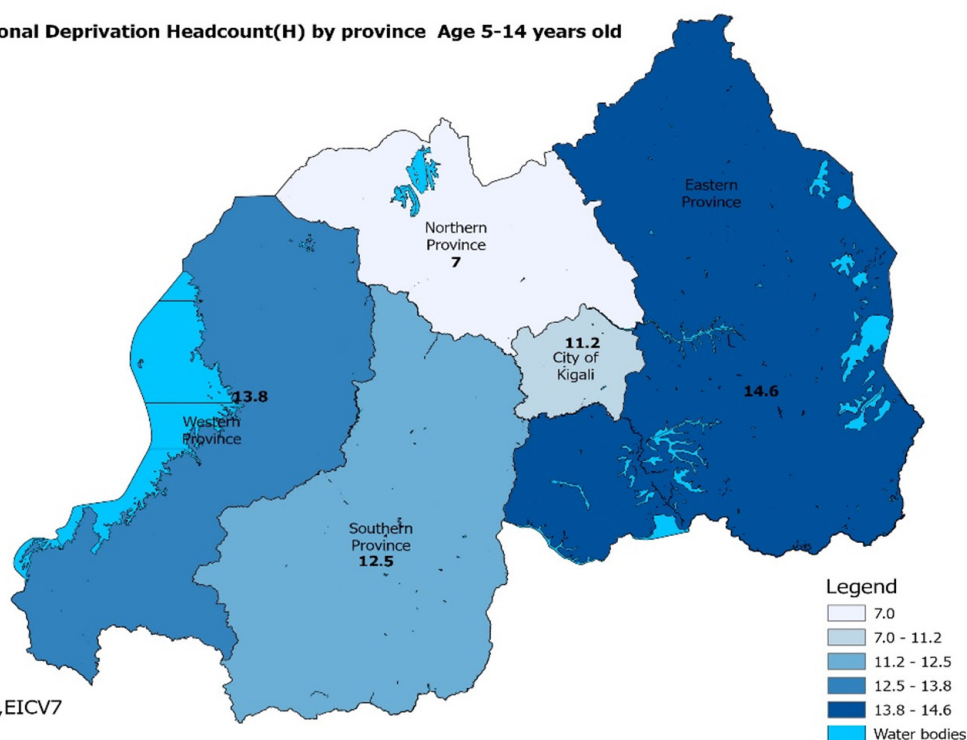 onal Deprivation Headcount(H) by province  Age 5-14 years old
Eastern
Province
Northern
Province
7
11.2
City of
Kigali
14.6
13.8
Western
Province
Southern
Province
12.5
Legend
7.0
7.0 - 11.2
11.2 - 12.5
12.5 - 13.8
13.8 - 14.6
Water bodies
,EICV7